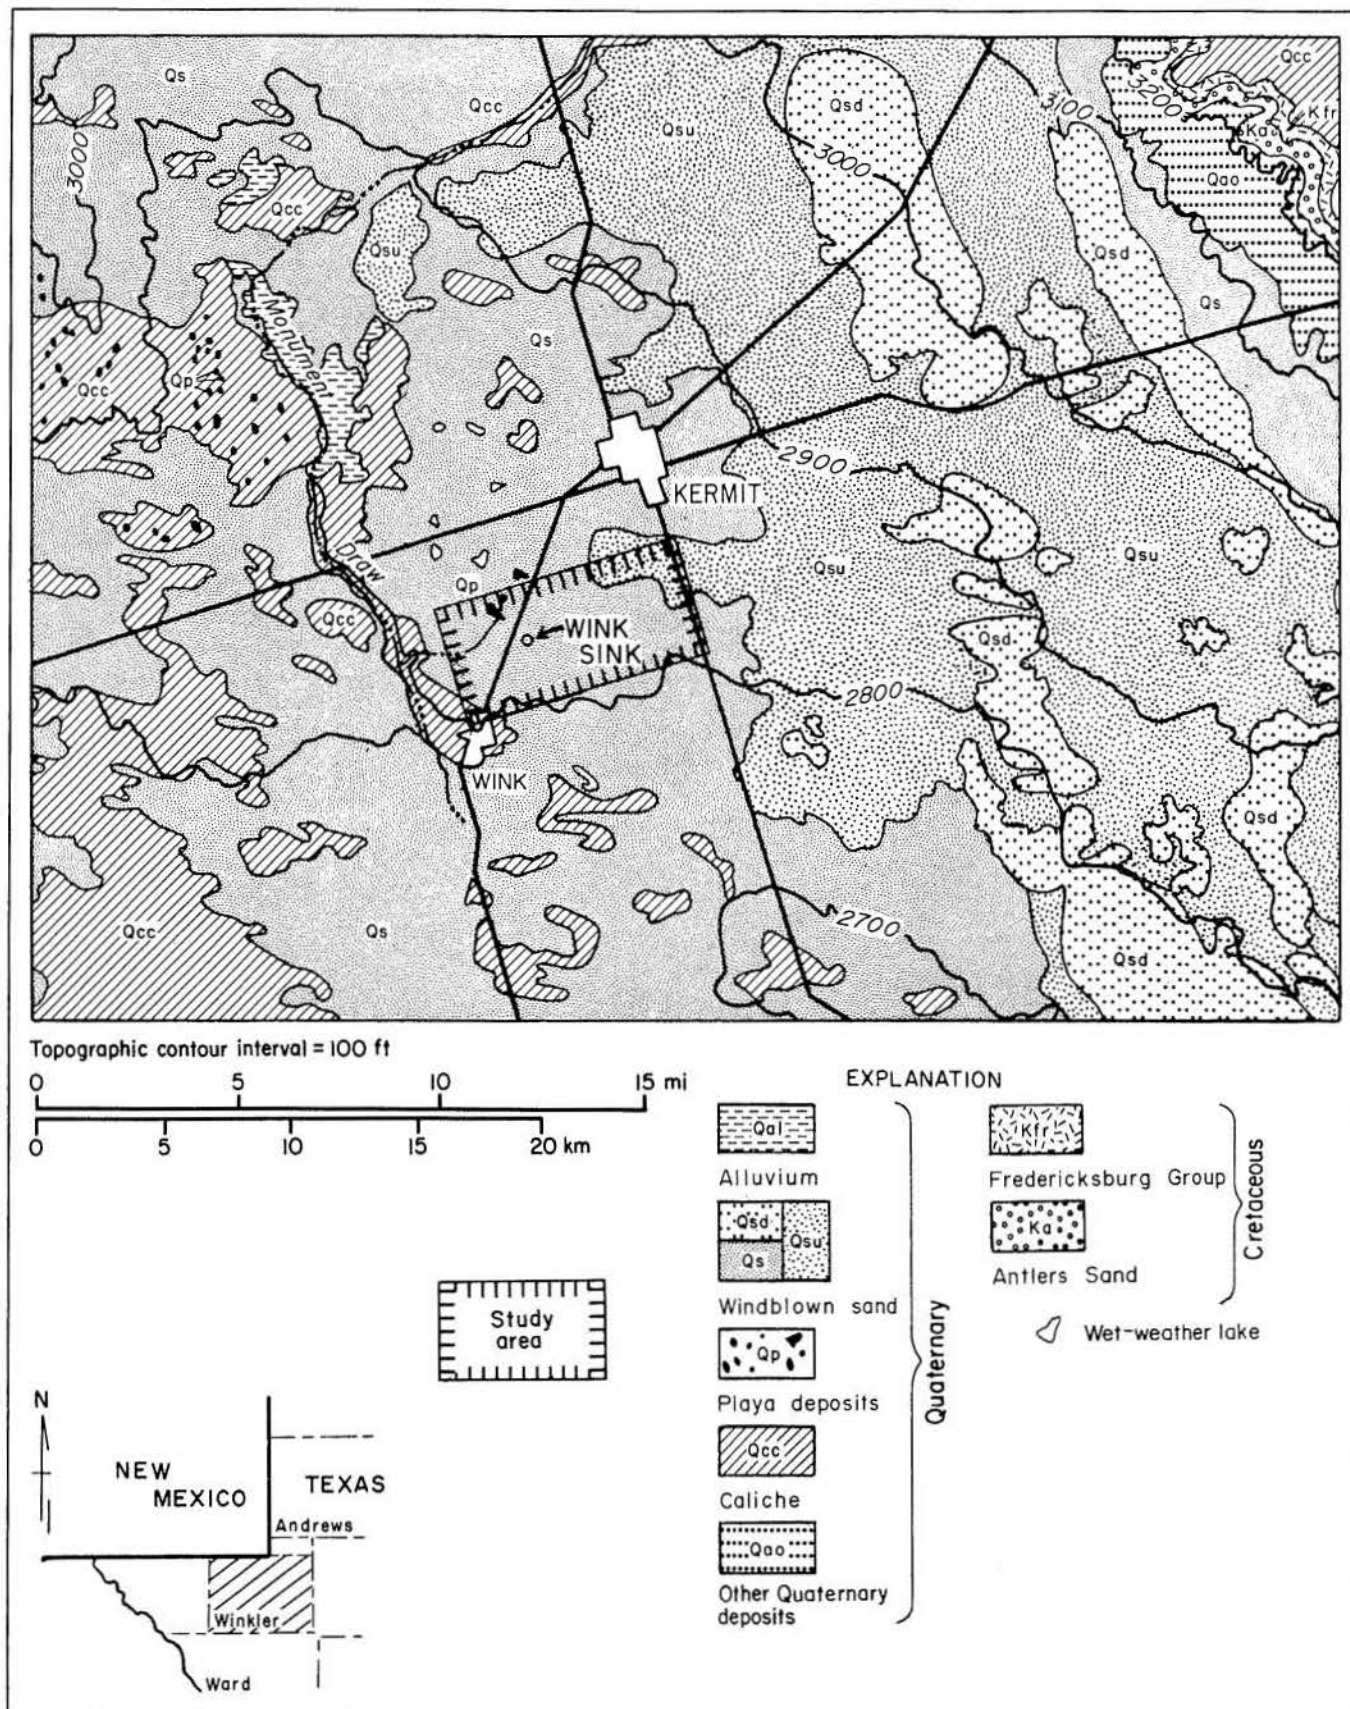 Qs
Qcc
Qsu
Qsd
3000
3100
3200
Qcc
Kfr
Ka
Qao
3000
Qcc
Qsu
Qsd
Qs
Monument
Qs
Qcc
Qp
2900
KERMIT
Draw
Qp
Qsu
Qsu
Qcc
WINK
SINK
Qsd
2800
WINK
Qsd
Qcc
Qs
2700
Qsd
Topographic contour interval = 100 ft
0 5 10 15 mi
0 5 10 15 20 km
EXPLANATION
Qal
Alluvium
Qsd
Qsu
Qs
Windblown sand
Qp
Playa deposits
Qcc
Caliche
Qao
Other Quaternary
deposits
Quaternary
Kfr
Fredericksburg Group
Ka
Antlers Sand
Cretaceous
Wet-weather lake
Study
area
N
NEW
MEXICO
TEXAS
Andrews
Winkler
Ward